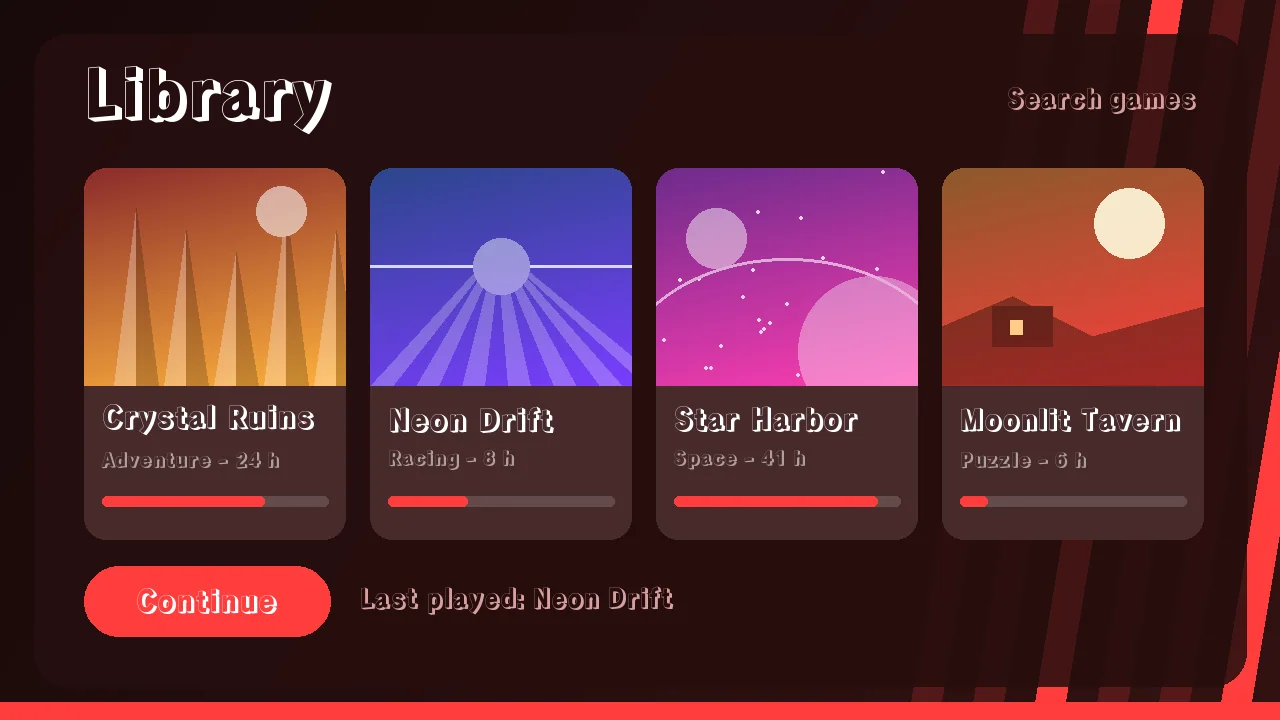 Library
Search games
Crystal Ruins
Adventure - 24 h
Neon Drift
Racing - 8 h
Star Harbor
Space - 41 h
Moonlit Tavern
Puzzle - 6 h
Continue
Last played: Neon Drift